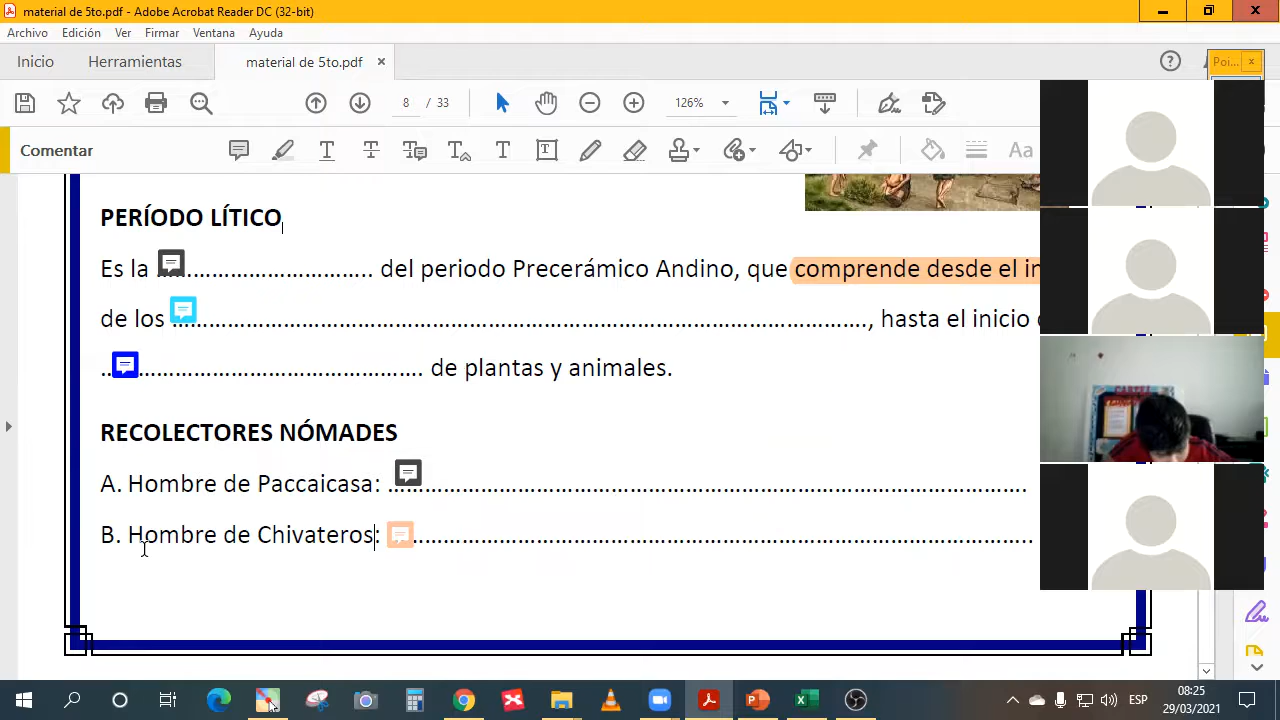 material de 5to.pdf - Adobe Acrobat Reader DC (32-bit)
Archivo Edición Ver Firmar Ventana Ayuda
Inicio Herramientas material de 5to.pdf × Poi... ×
8 / 33 126%
Comentar Aa
PERÍODO LÍTICO
Es la ................................. del periodo Precerámico Andino, que comprende desde el in
de los ........................................................................, hasta el inicio
................................................ de plantas y animales.
RECOLECTORES NÓMADES
A. Hombre de Paccaicasa: ................................................................
B. Hombre de Chivateros: ................................................................
ESP 08:25
29/03/2021